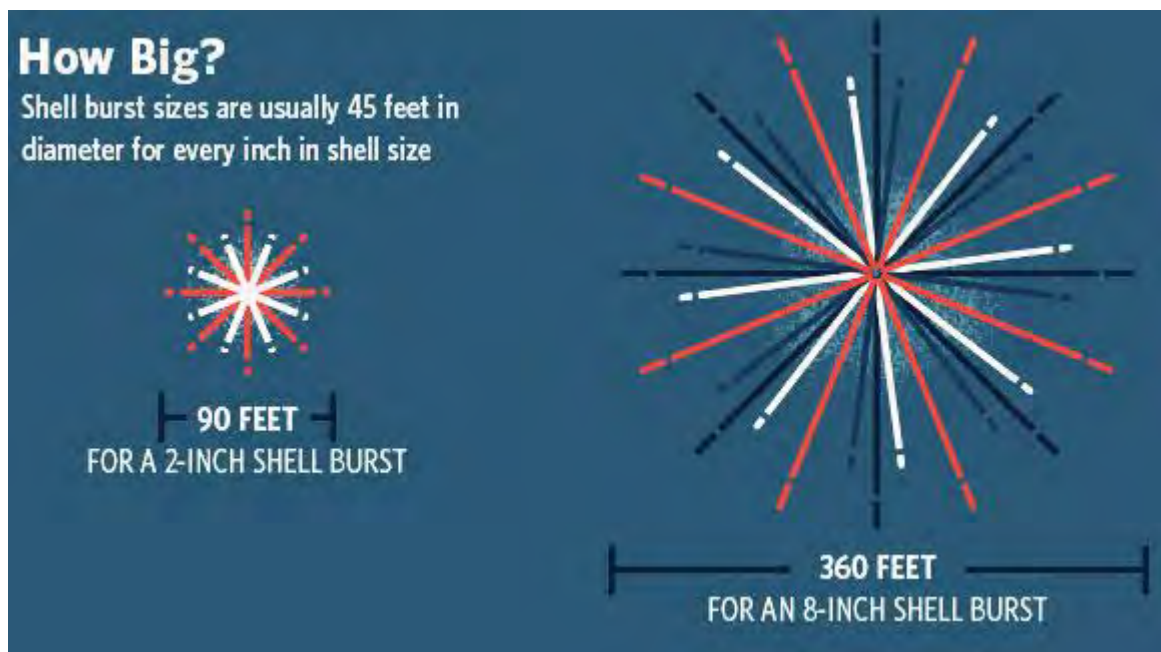 How Big?
Shell burst sizes are usually 45 feet in
diameter for every inch in shell size
90 FEET
FOR A 2-INCH SHELL BURST
360 FEET
FOR AN 8-INCH SHELL BURST